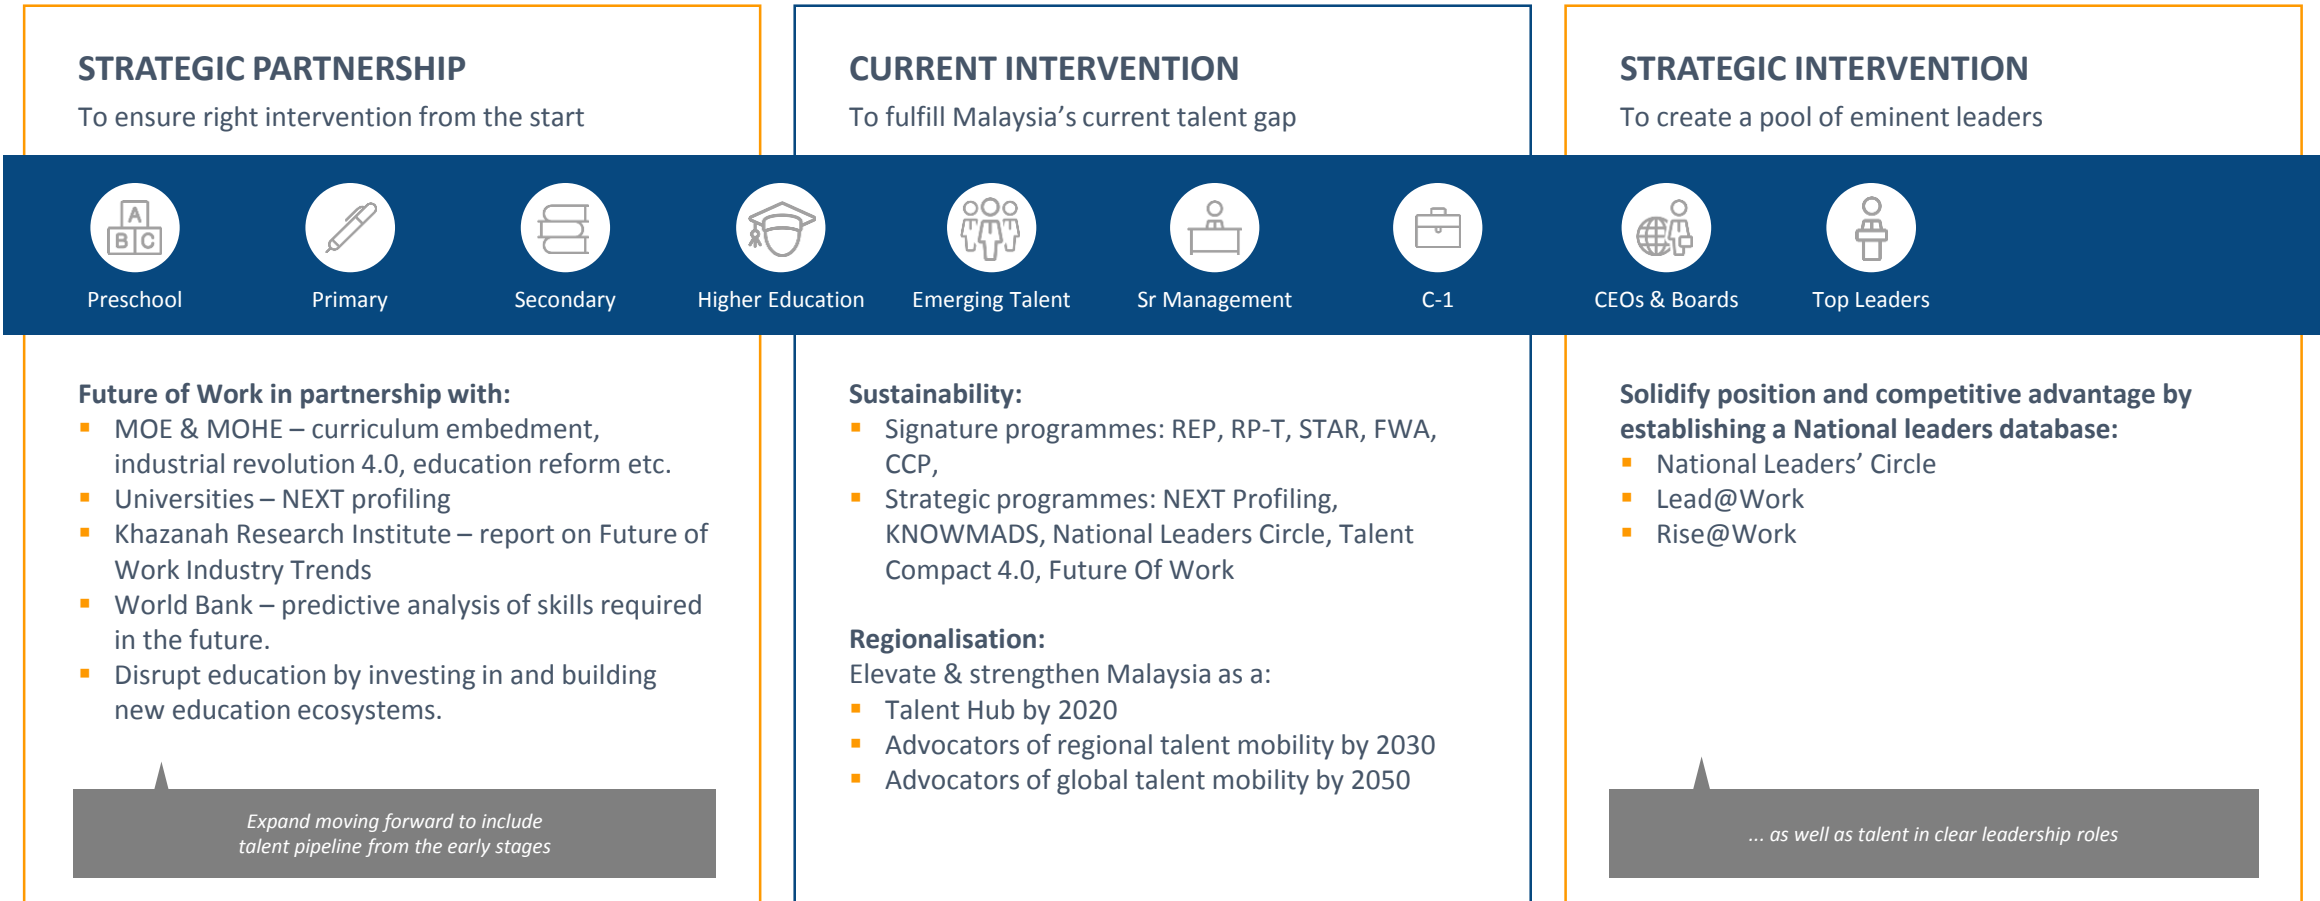 STRATEGIC PARTNERSHIP
To ensure right intervention from the start
CURRENT INTERVENTION
To fulfill Malaysia's current talent gap
STRATEGIC INTERVENTION
To create a pool of eminent leaders
A
B C
Preschool
Primary
Secondary
Higher Education
Emerging Talent
Sr Management
C-1
CEOs & Boards
Top Leaders
Future of Work in partnership with:
▪ MOE & MOHE – curriculum embedment,
industrial revolution 4.0, education reform etc.
▪ Universities – NEXT profiling
▪ Khazanah Research Institute – report on Future of
Work Industry Trends
▪ World Bank – predictive analysis of skills required
in the future.
▪ Disrupt education by investing in and building
new education ecosystems.
Expand moving forward to include
talent pipeline from the early stages
Sustainability:
▪ Signature programmes: REP, RP-T, STAR, FWA,
CCP,
▪ Strategic programmes: NEXT Profiling,
KNOWMADS, National Leaders Circle, Talent
Compact 4.0, Future Of Work
Regionalisation:
Elevate & strengthen Malaysia as a:
▪ Talent Hub by 2020
▪ Advocators of regional talent mobility by 2030
▪ Advocators of global talent mobility by 2050
Solidify position and competitive advantage by
establishing a National leaders database:
▪ National Leaders' Circle
▪ Lead@Work
▪ Rise@Work
... as well as talent in clear leadership roles